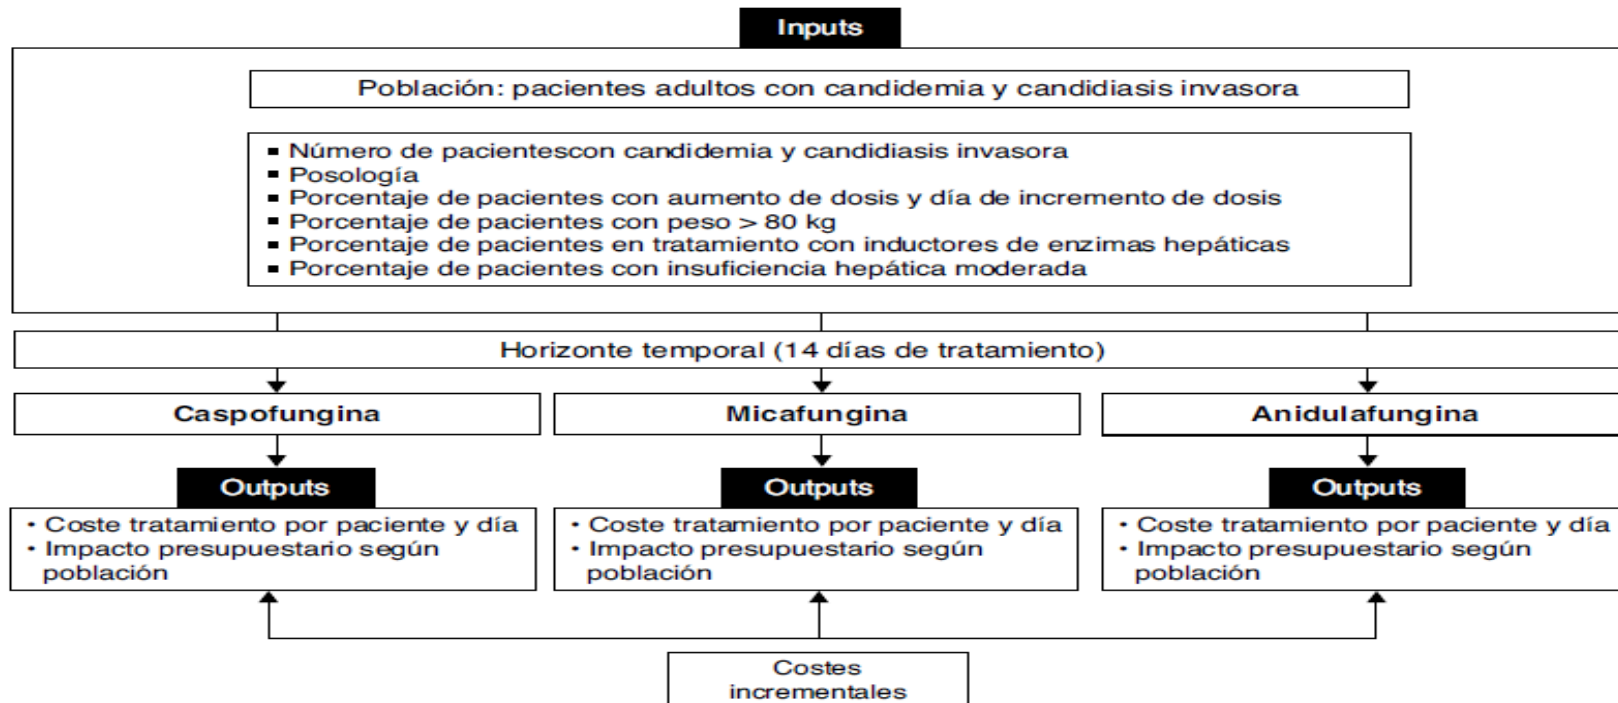 Inputs
Población: pacientes adultos con candidemia y candidiasis invasora
▪ Número de pacientescon candidemia y candidiasis invasora
▪ Posología
▪ Porcentaje de pacientes con aumento de dosis y día de incremento de dosis
▪ Porcentaje de pacientes con peso > 80 kg
▪ Porcentaje de pacientes en tratamiento con inductores de enzimas hepáticas
▪ Porcentaje de pacientes con insuficiencia hepática moderada
Horizonte temporal (14 días de tratamiento)
Caspofungina
Micafungina
Anidulafungina
Outputs
• Coste tratamiento por paciente y día
• Impacto presupuestario según
población
Outputs
• Coste tratamiento por paciente y día
• Impacto presupuestario según
población
Outputs
• Coste tratamiento por paciente y día
• Impacto presupuestario según
población
Costes
incrementales